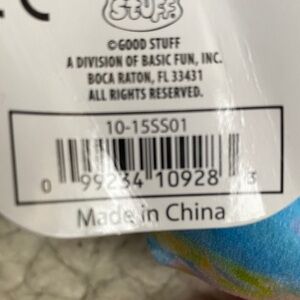 STUFF
©GOOD STUFF
A DIVISION OF BASIC FUN, INC.
BOCA RATON, FL 33431
ALL RIGHTS RESERVED.
10-15SS01
0 99234 10928 3
Made in China